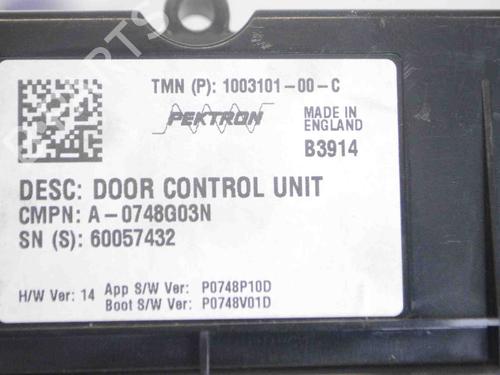 TMN (P): 1003101-00-C
PEKTRON
MADE IN
ENGLAND
B3914
DESC: DOOR CONTROL UNIT
CMPN: A-0748G03N
SN (S): 60057432
H/W Ver: 14 App S/W Ver: P0748P10D
Boot S/W Ver: P0748V01D